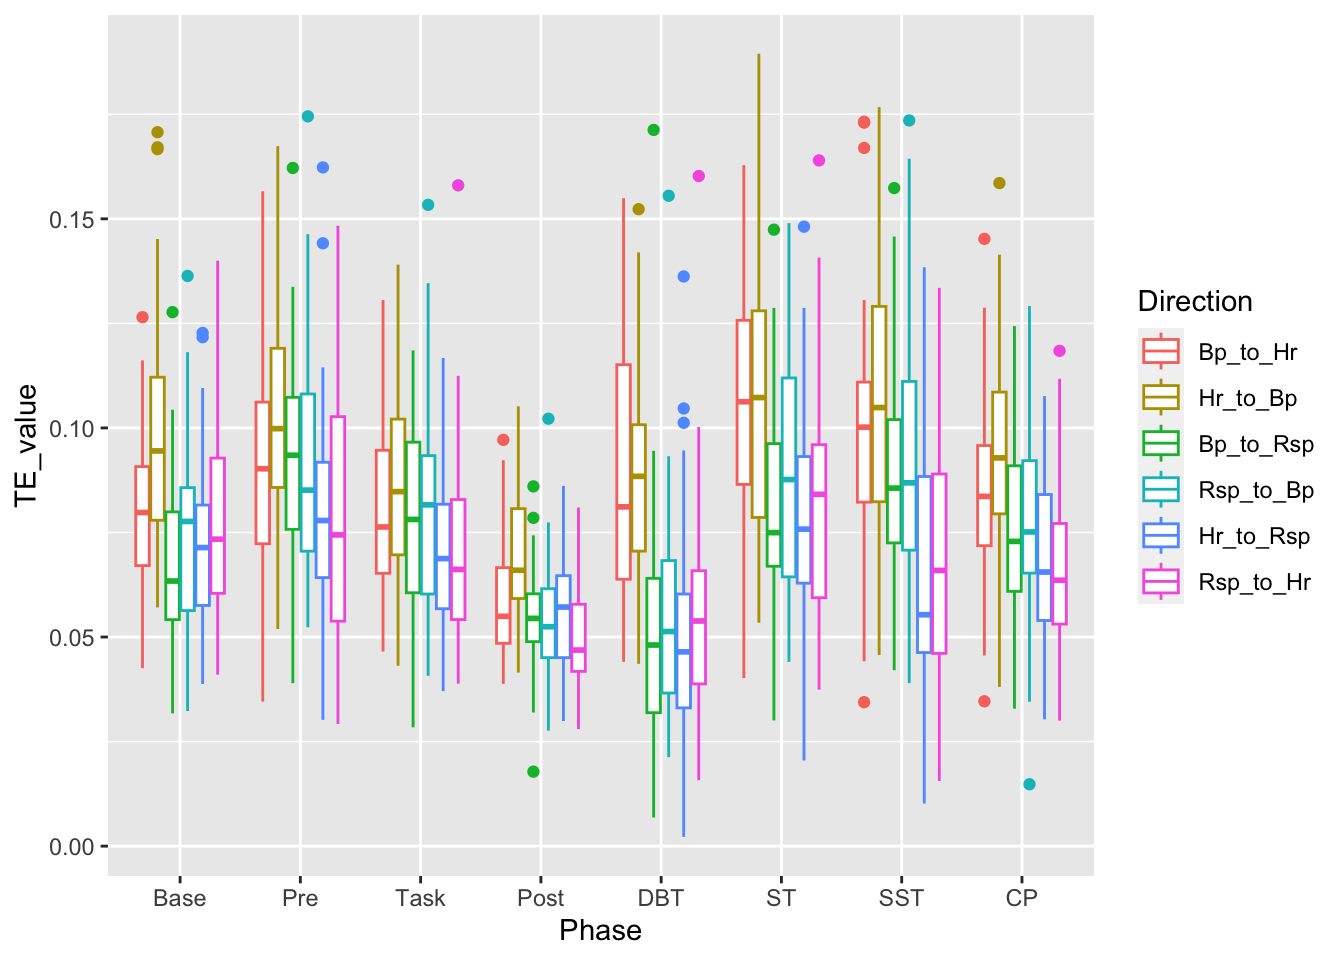 TE_value
0.15
0.10
0.05
0.00
Base Pre Task Post DBT ST SST CP
Phase
Direction
Bp_to_Hr
Hr_to_Bp
Bp_to_Rsp
Rsp_to_Bp
Hr_to_Rsp
Rsp_to_Hr